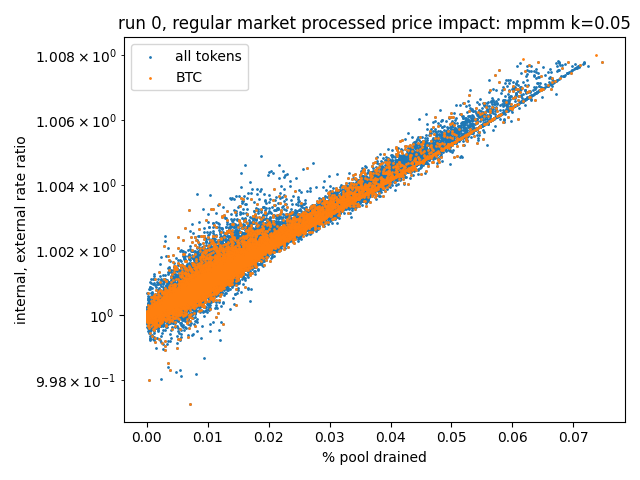 run 0, regular market processed price impact: mpmm k=0.05
all tokens
BTC
internal, external rate ratio
1.008 × 10⁰
1.006 × 10⁰
1.004 × 10⁰
1.002 × 10⁰
10⁰
9.98 × 10⁻¹
0.00 0.01 0.02 0.03 0.04 0.05 0.06 0.07
% pool drained